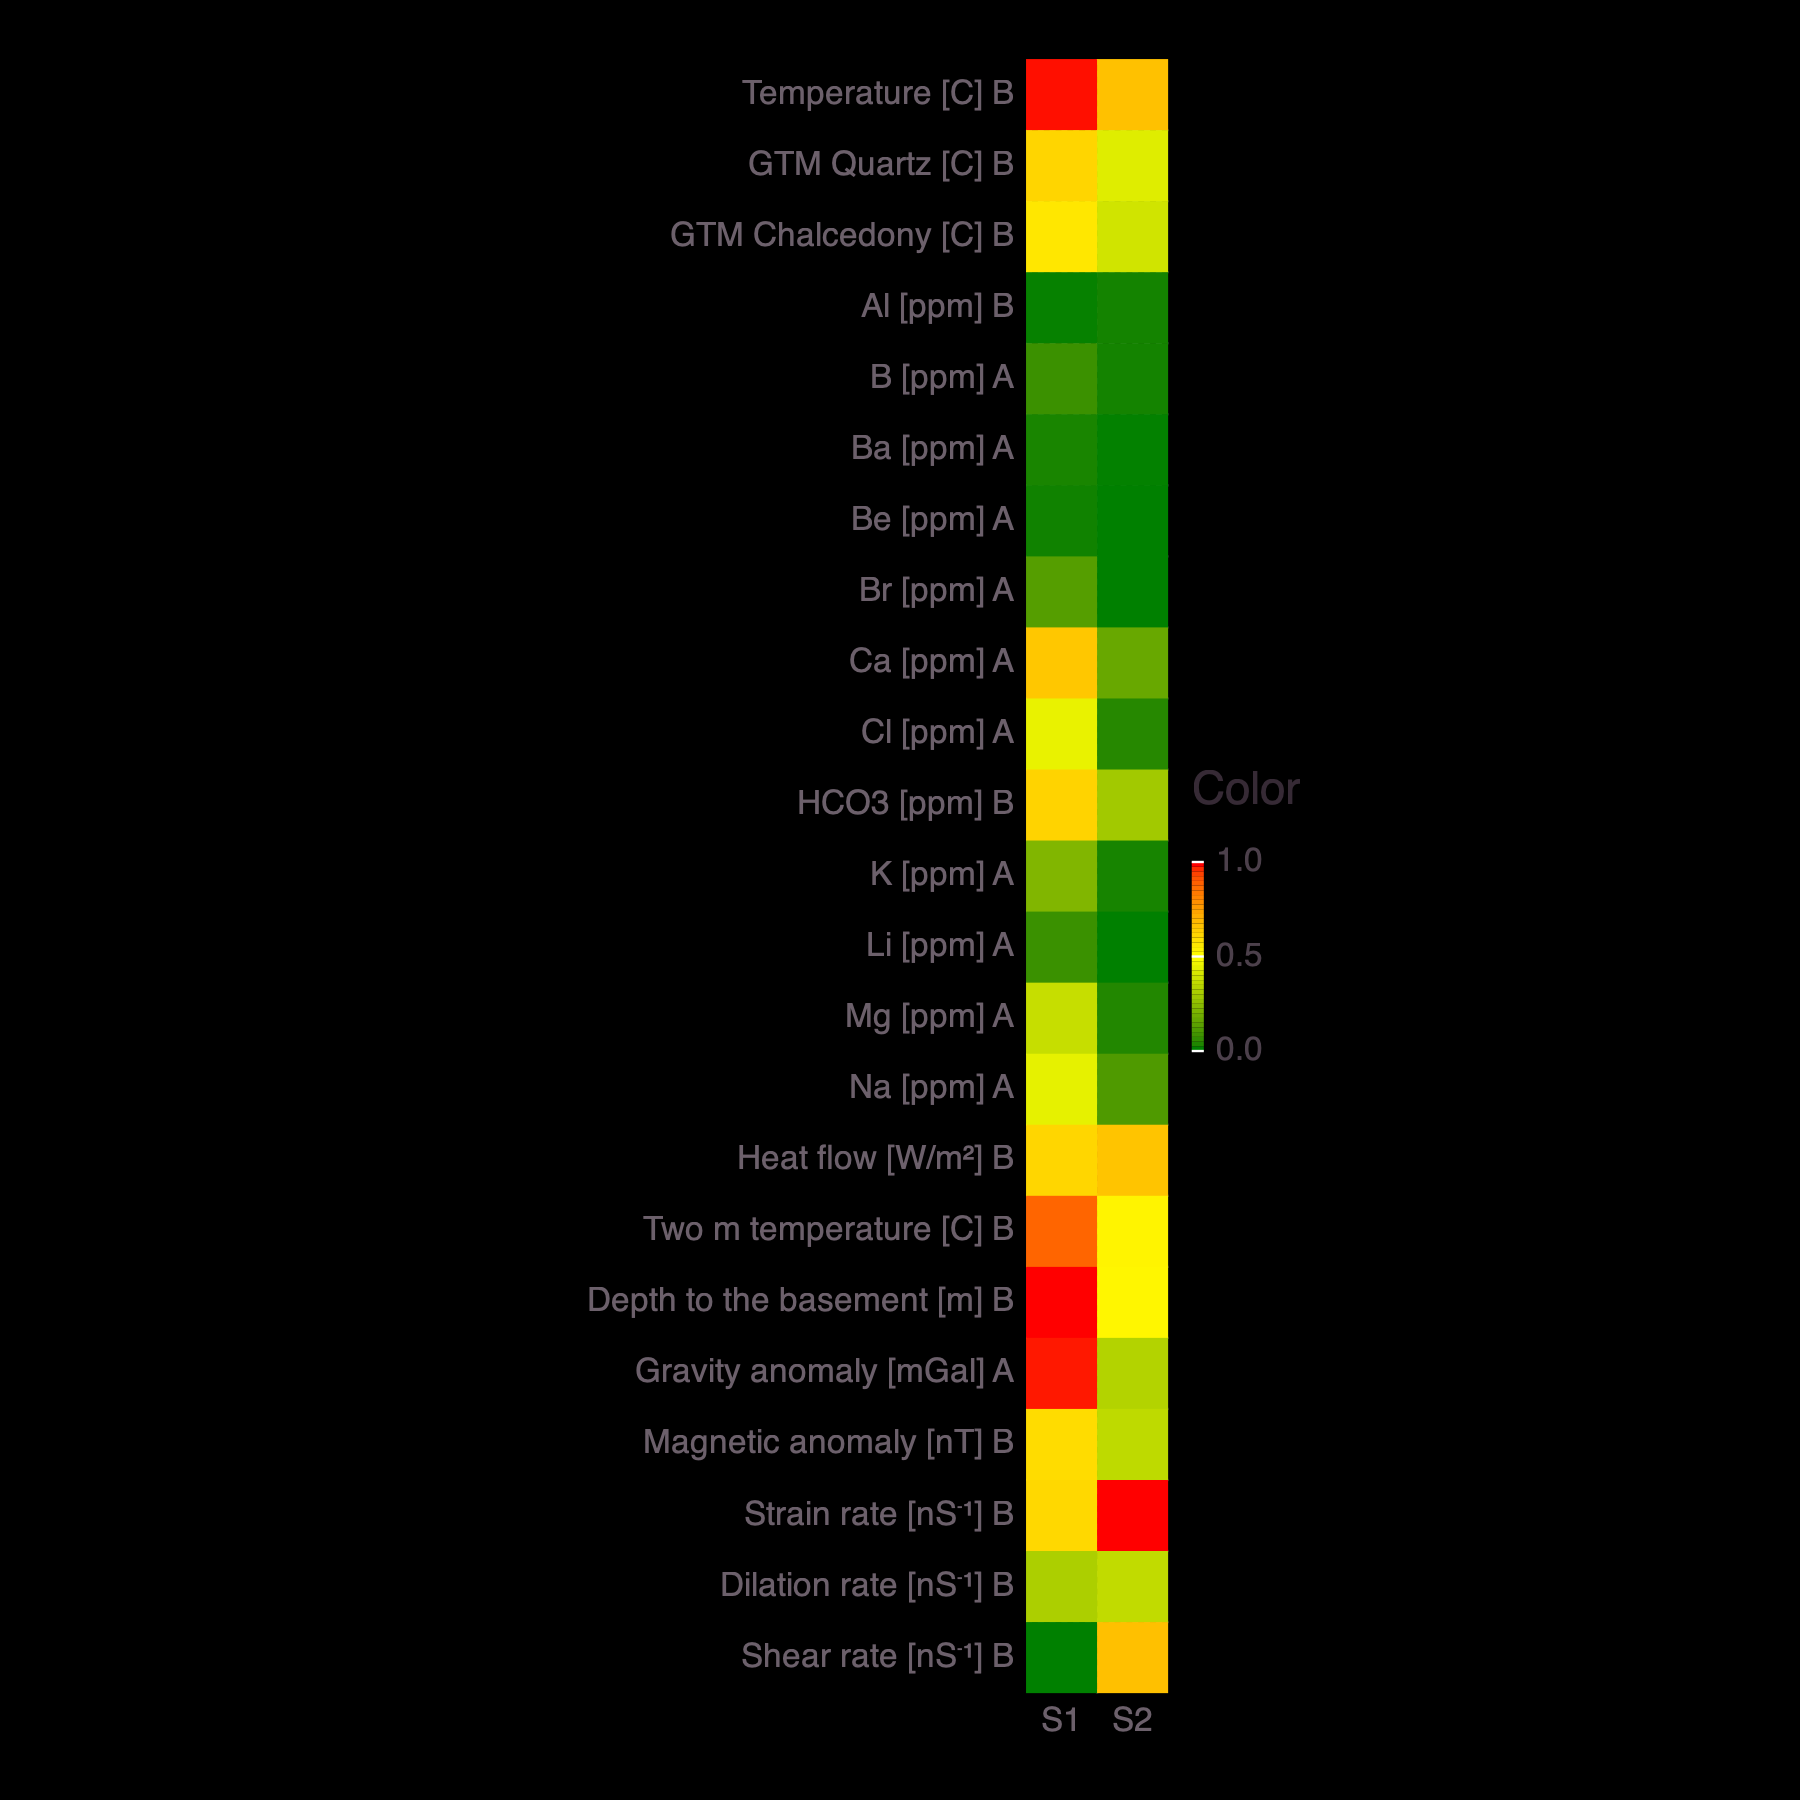 Temperature [C] B
GTM Quartz [C] B
GTM Chalcedony [C] B
Al [ppm] B
B [ppm] A
Ba [ppm] A
Be [ppm] A
Br [ppm] A
Ca [ppm] A
Cl [ppm] A
HCO3 [ppm] B
K [ppm] A
Li [ppm] A
Mg [ppm] A
Na [ppm] A
Heat flow [W/m²] B
Two m temperature [C] B
Depth to the basement [m] B
Gravity anomaly [mGal] A
Magnetic anomaly [nT] B
Strain rate [nS⁻¹] B
Dilation rate [nS⁻¹] B
Shear rate [nS⁻¹] B
S1 S2
Color
1.0
0.5
0.0